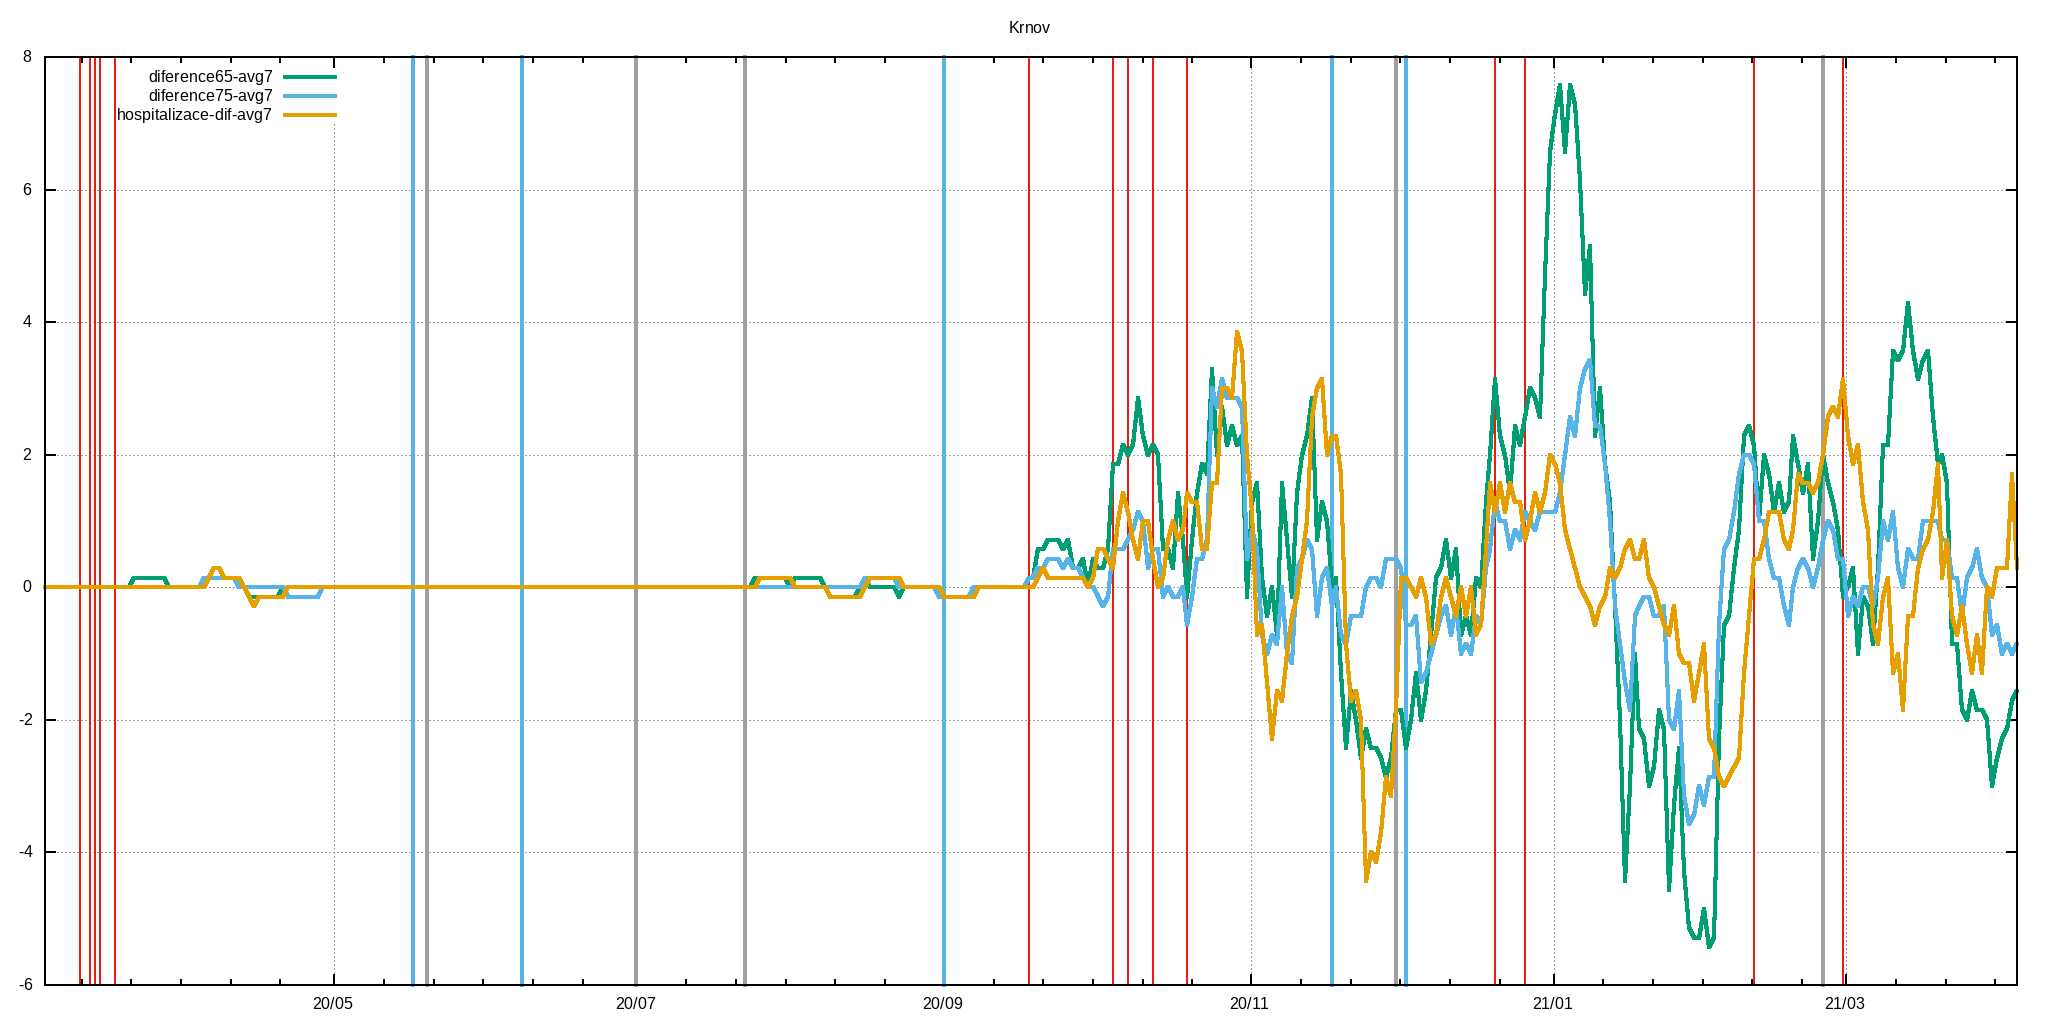 Krnov
8
diference65-avg7
diference75-avg7
hospitalizace-dif-avg7
6
4
2
0
-2
-4
-6
20/05 20/07 20/09 20/11 21/01 21/03